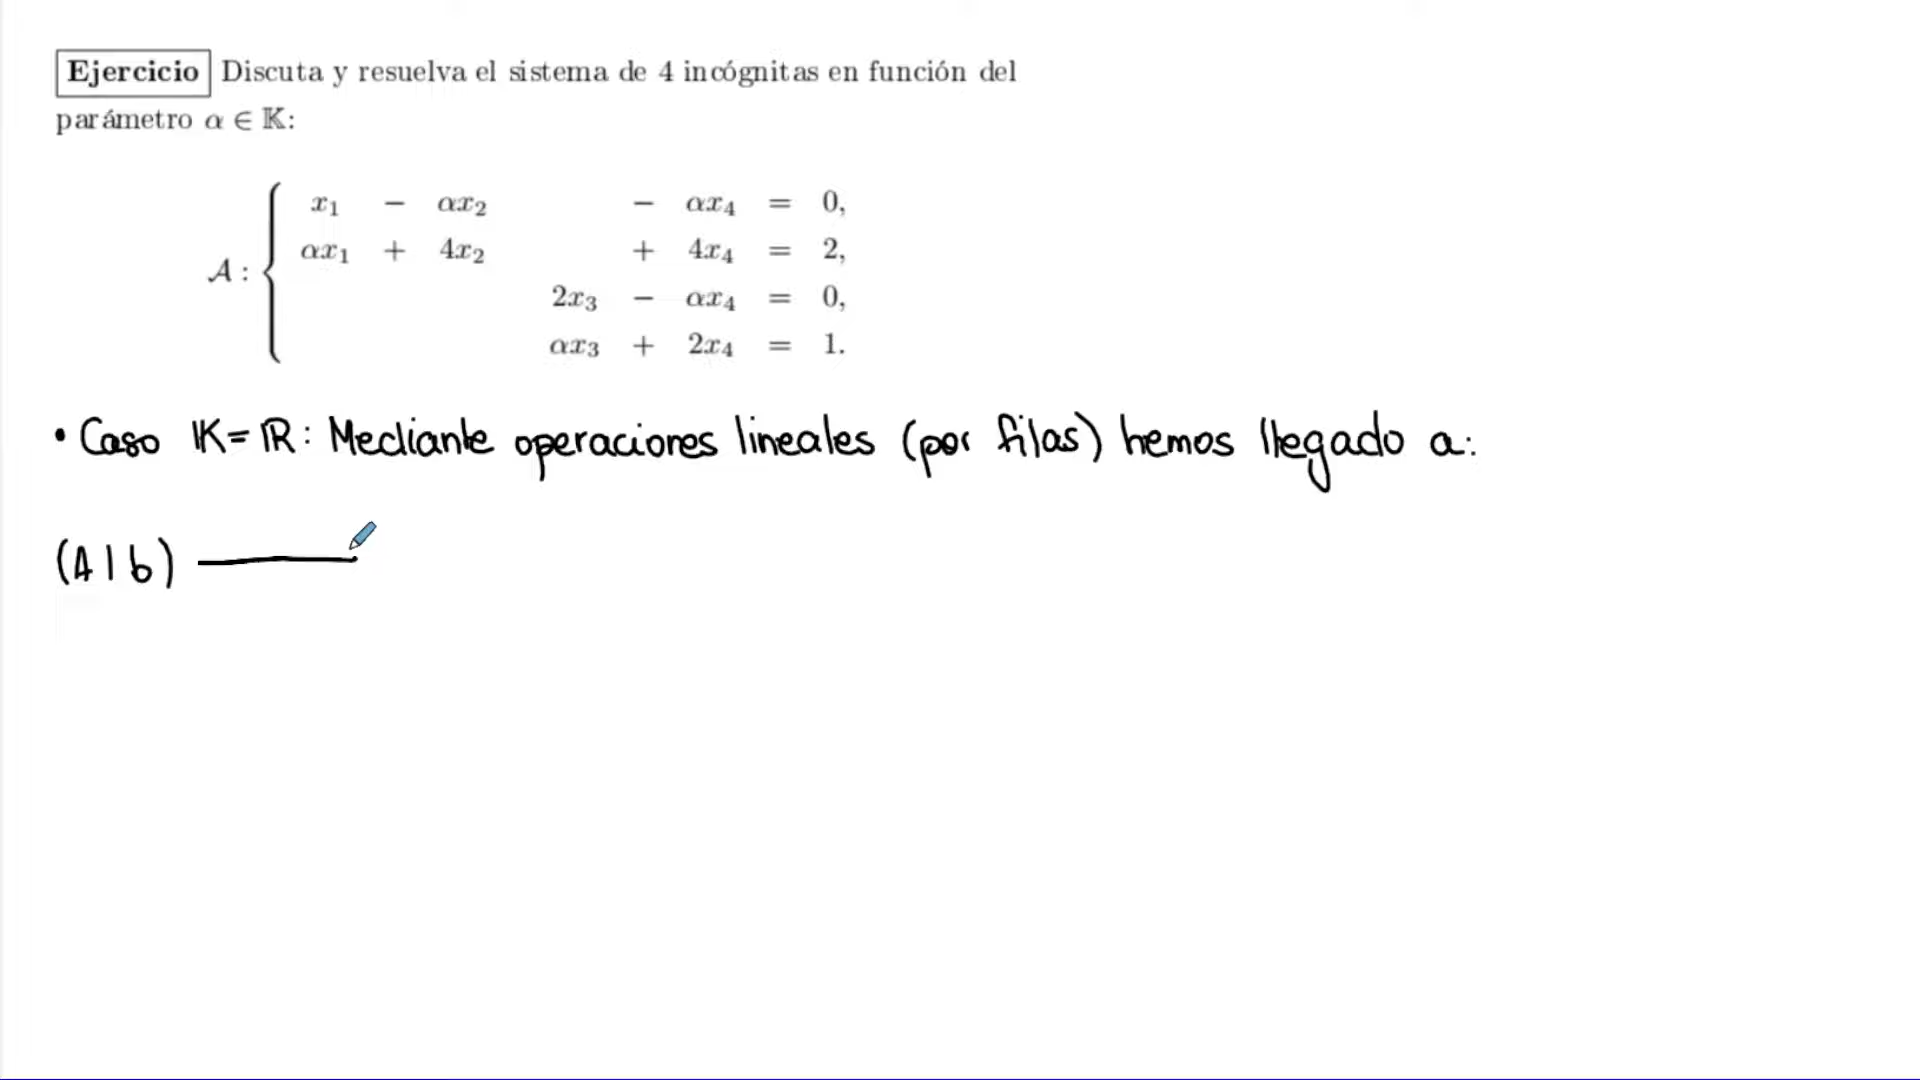 Ejercicio Discuta y resuelva el sistema de 4 incógnitas en función del
parámetro α ∈ 𝕂:
x₁ − αx₂ − αx₄ = 0,
αx₁ + 4x₂ + 4x₄ = 2,
𝒜 :
2x₃ − αx₄ = 0,
αx₃ + 2x₄ = 1.
• Caso 𝕂=ℝ: Mediante operaciones lineales (por filas) hemos llegado a:
(A|b)